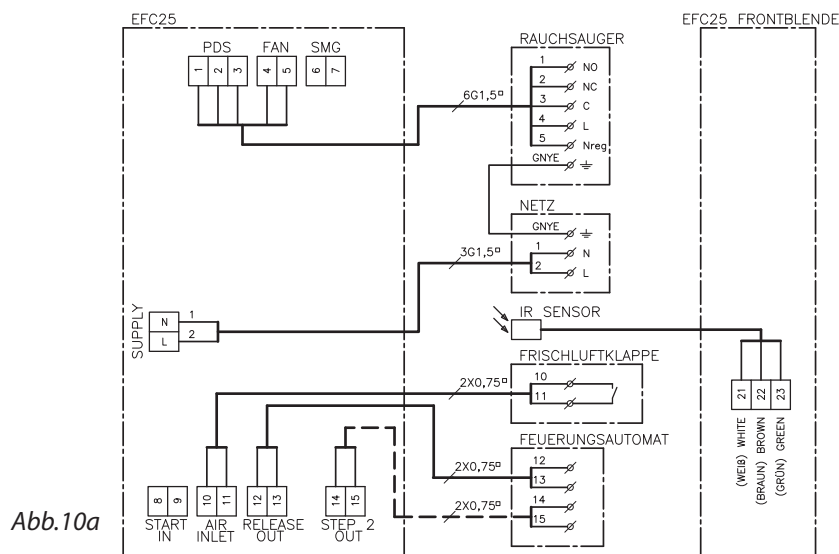 EFC25
EFC25 FRONTBLENDE
PDS FAN SMG
1 2 3 4 5 6 7
RAUCHSAUGER
1 NO
2 NC
3 C
4 L
5 Nreg
GNYE
6G1,5▫
NETZ
GNYE
1 N
2 L
3G1,5▫
SUPPLY
N 1
L 2
IR SENSOR
21 22 23
(WEIß) WHITE
(BRAUN) BROWN
(GRÜN) GREEN
FRISCHLUFTKLAPPE
2X0,75▫
10
11
FEUERUNGSAUTOMAT
2X0,75▫
12
13
2X0,75▫
14
15
8 9 10 11 12 13 14 15
START IN
AIR INLET
RELEASE OUT
STEP 2 OUT
Abb.10a